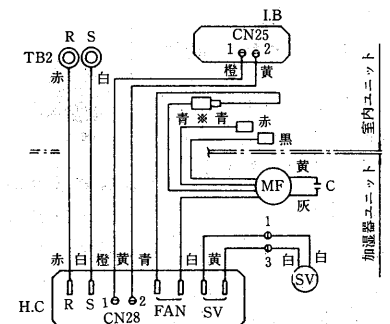 R S
TB2
赤 白
I.B
CN25
1 2
橙 黄
青 ※ 青
赤
黒
室内ユニット
加湿器ユニット
MF
黄
C
灰
1
3
白 白
SV
赤 白 橙 黄 青 白 白 黄
H.C
R S 1 2 FAN SV
CN28